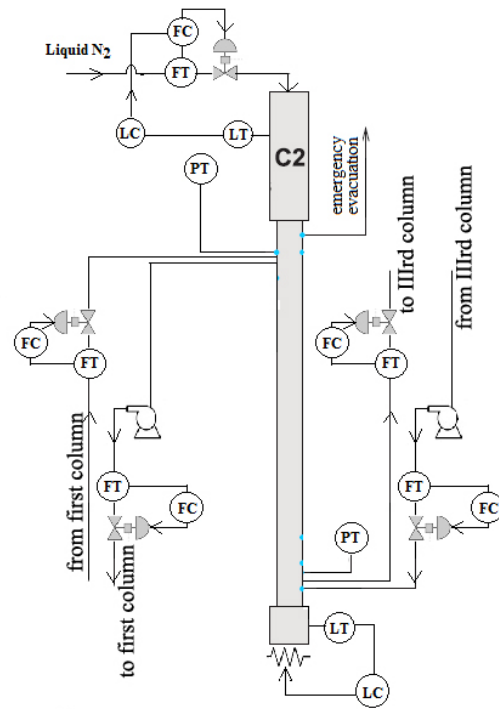 Liquid N2
FC
FT
LC
LT
C2
PT
emergency
evacuation
to IIIrd column
from IIIrd column
FC
FT
FC
FT
FT
FC
FT
FC
from first column
to first column
PT
LT
LC